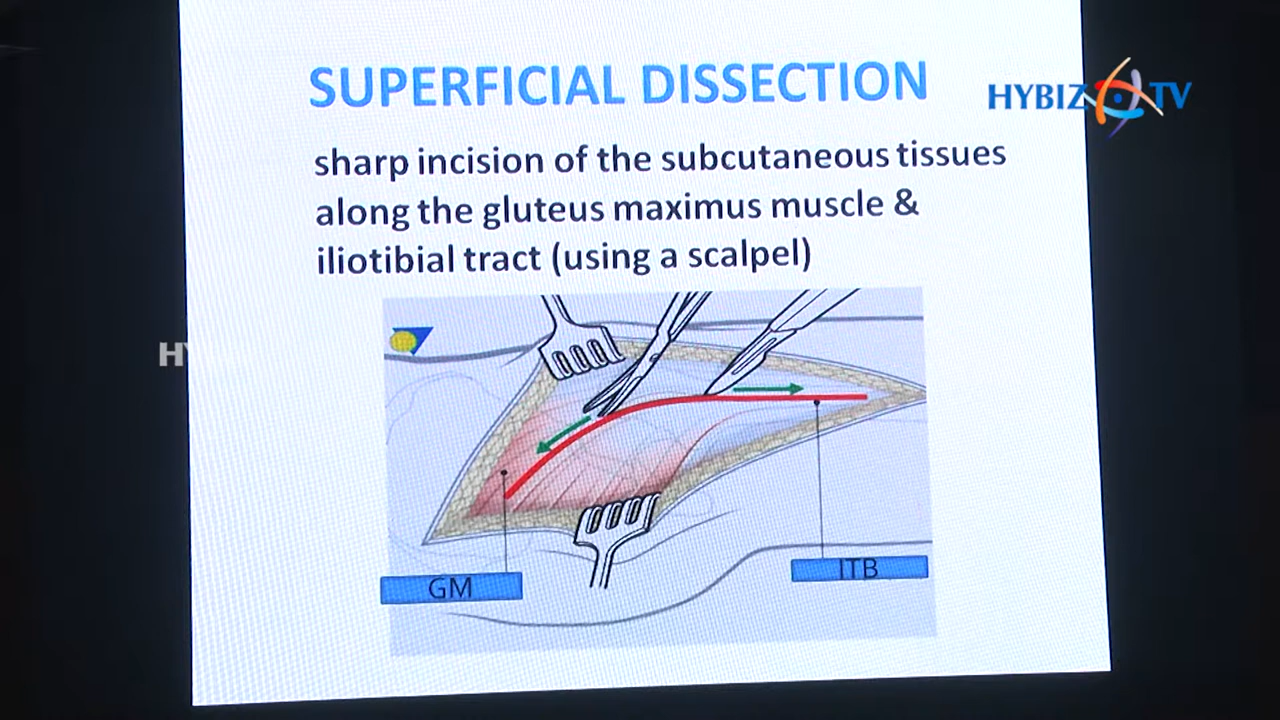 SUPERFICIAL DISSECTION
HYBIZ TV
sharp incision of the subcutaneous tissues
along the gluteus maximus muscle &
iliotibial tract (using a scalpel)
GM
ITB